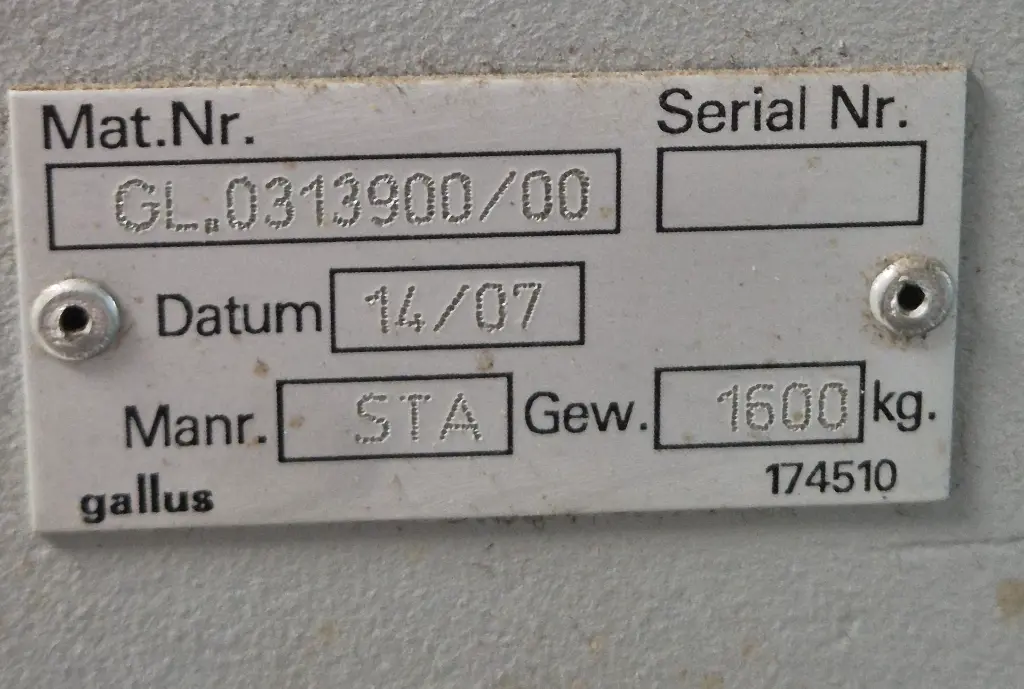 Mat.Nr. Serial Nr.
GL.0313900/00
Datum 14/07
Manr. STA Gew. 1600 kg.
gallus 174510